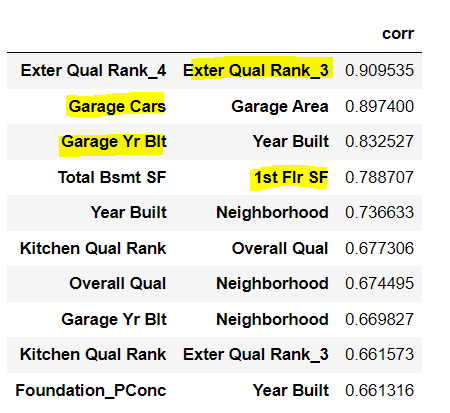 corr
Exter Qual Rank_4 Exter Qual Rank_3 0.909535
Garage Cars Garage Area 0.897400
Garage Yr Blt Year Built 0.832527
Total Bsmt SF 1st Flr SF 0.788707
Year Built Neighborhood 0.736633
Kitchen Qual Rank Overall Qual 0.677306
Overall Qual Neighborhood 0.674495
Garage Yr Blt Neighborhood 0.669827
Kitchen Qual Rank Exter Qual Rank_3 0.661573
Foundation_PConc Year Built 0.661316